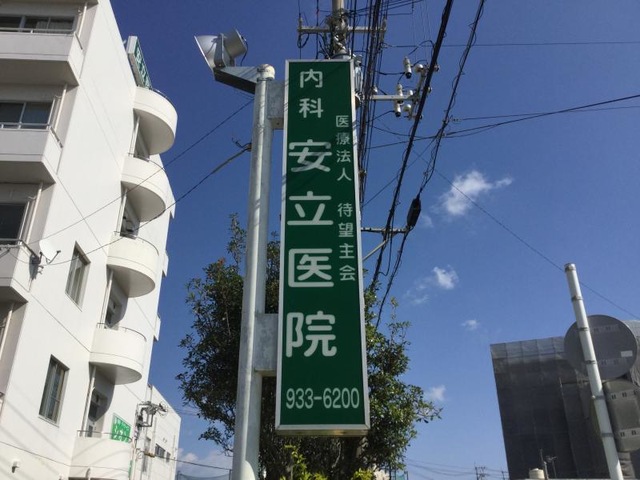 内科
医療法人 待望主会
安立医院
933-6200